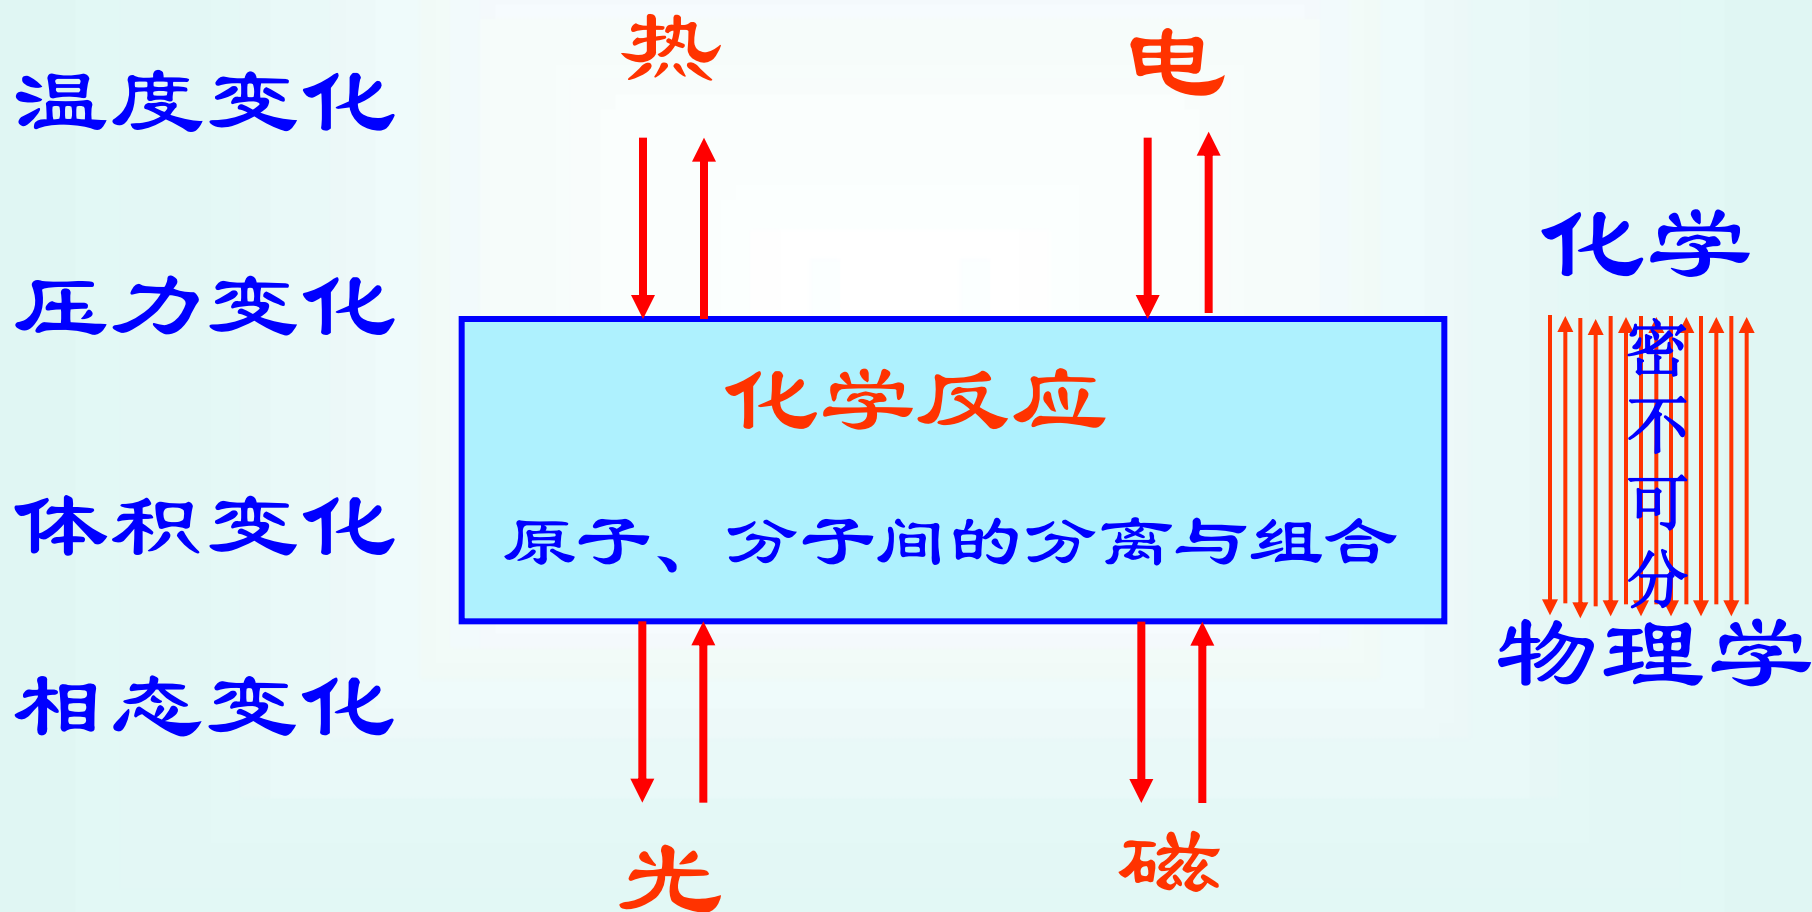 热
电
温度变化
压力变化
体积变化
相态变化
化学反应
原子、分子间的分离与组合
光
磁
化学
密不可分
物理学